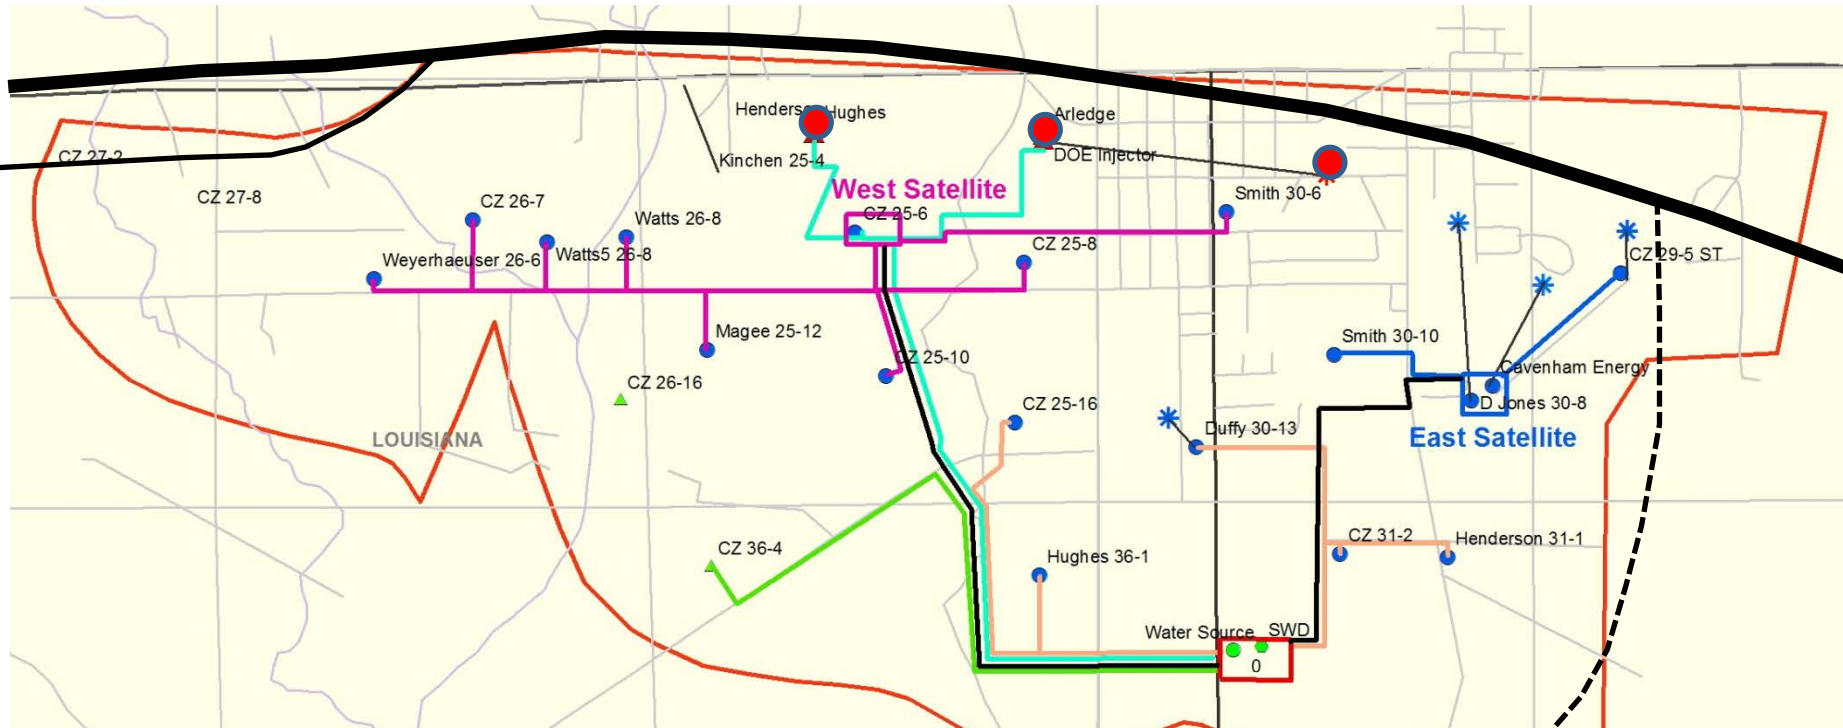 Henderson Hughes
Arledge
CZ 27-2
Kinchen 25-4
DOE Injector
CZ 27-8
West Satellite
Smith 30-6
CZ 26-7
Watts 26-8
CZ 25-6
CZ 25-8
Weyerhaeuser 26-6
Watts5 26-8
CZ 29-5 ST
Magee 25-12
Smith 30-10
CZ 25-10
Cavenham Energy
CZ 26-16
CZ 25-16
D Jones 30-8
LOUISIANA
Duffy 30-13
East Satellite
CZ 36-4
Hughes 36-1
CZ 31-2
Henderson 31-1
Water Source
SWD
0